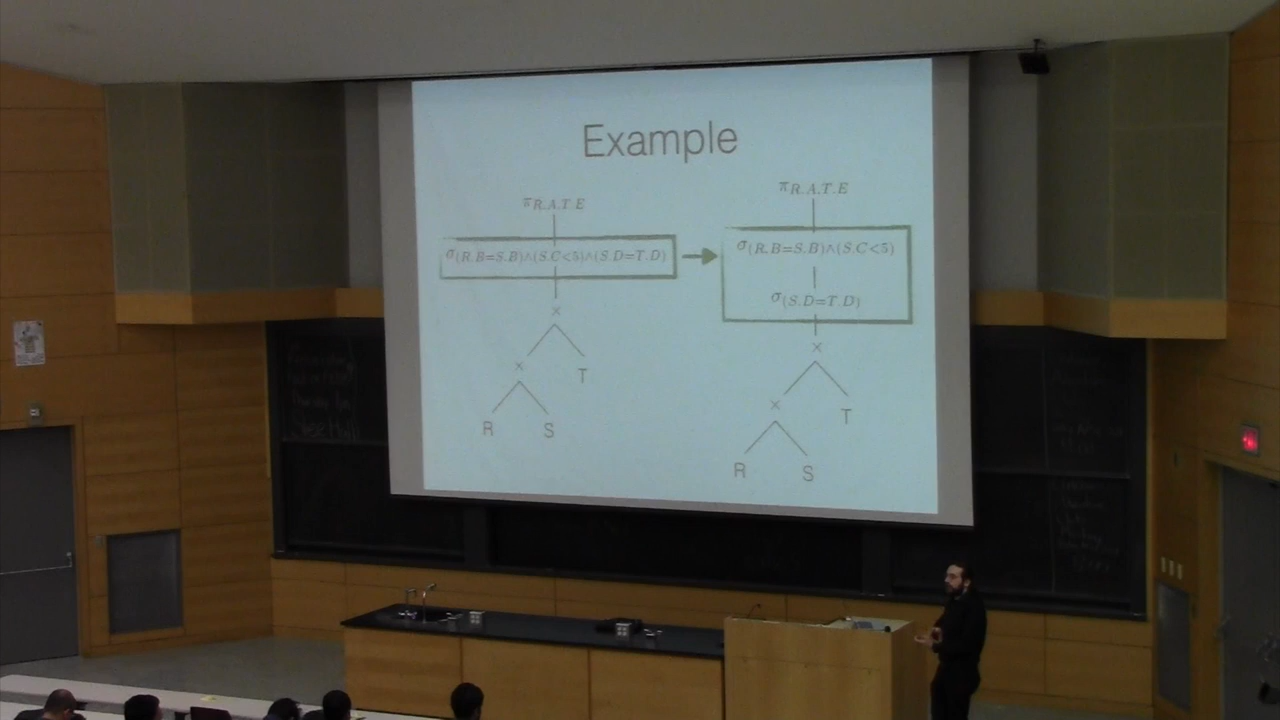 Example
πR.A.T.E
σ(R.B=S.B)∧(S.C<5)∧(S.D=T.D)
×
×
T
R
S
πR.A.T.E
σ(R.B=S.B)∧(S.C<5)
σ(S.D=T.D)
×
×
T
R
S